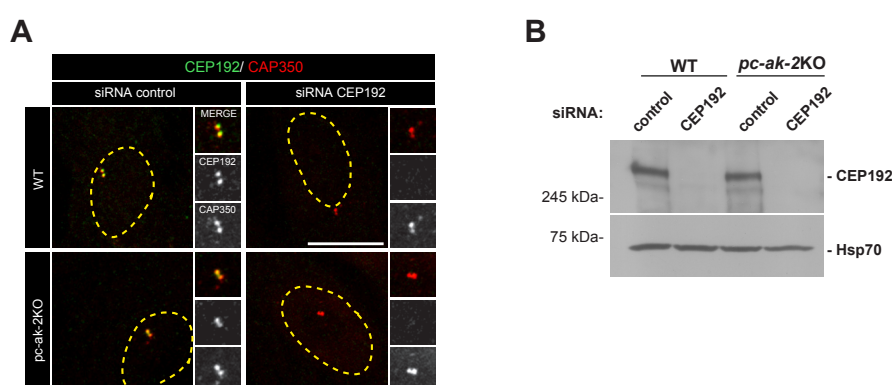 A
CEP192/ CAP350
siRNA control
siRNA CEP192
WT
MERGE
CEP192
CAP350
pc-ak-2KO
B
WT
pc-ak-2KO
siRNA:
control
CEP192
control
CEP192
- CEP192
245 kDa-
75 kDa-
- Hsp70